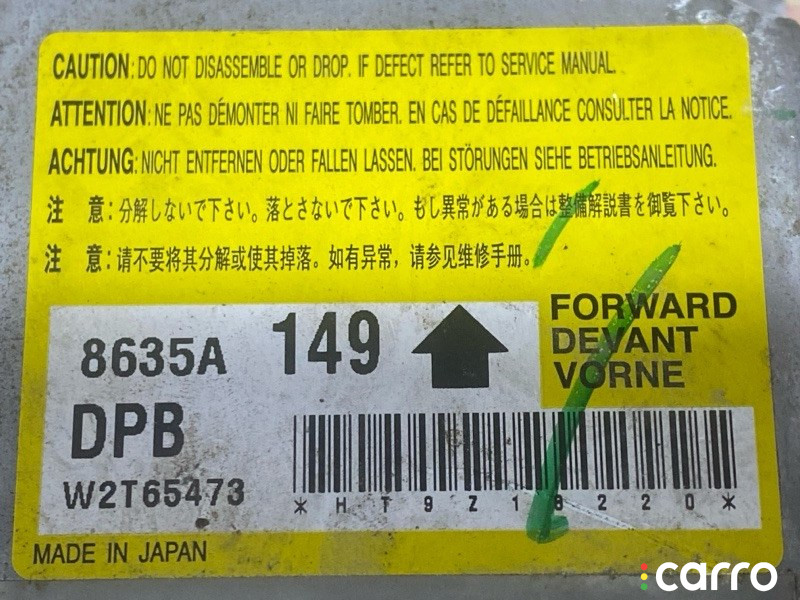 CAUTION: DO NOT DISASSEMBLE OR DROP. IF DEFECT REFER TO SERVICE MANUAL.
ATTENTION: NE PAS DÉMONTER NI FAIRE TOMBER. EN CAS DE DÉFAILLANCE CONSULTER LA NOTICE.
ACHTUNG: NICHT ENTFERNEN ODER FALLEN LASSEN. BEI STÖRUNGEN SIEHE BETRIEBSANLEITUNG.
注 意: 分解しないで下さい。落とさないで下さい。もし異常がある場合は整備解説書を御覧下さい。
注 意: 请不要将其分解或使其掉落。如有异常，请参见维修手册。
8635A 149
FORWARD
DEVANT
VORNE
DPB
W2T65473
*HT9Z18220*
MADE IN JAPAN
carro